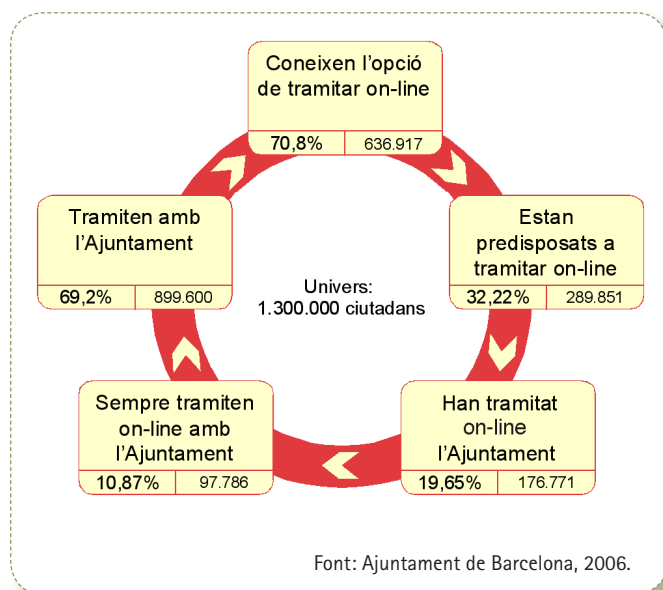 Coneixen l'opció
de tramitar on-line
70,8% 636.917
Tramiten amb
l'Ajuntament
69,2% 899.600
Estan
predisposats a
tramitar on-line
32,22% 289.851
Univers:
1.300.000 ciutadans
Sempre tramiten
on-line amb
l'Ajuntament
10,87% 97.786
Han tramitat
on-line
l'Ajuntament
19,65% 176.771
Font: Ajuntament de Barcelona, 2006.